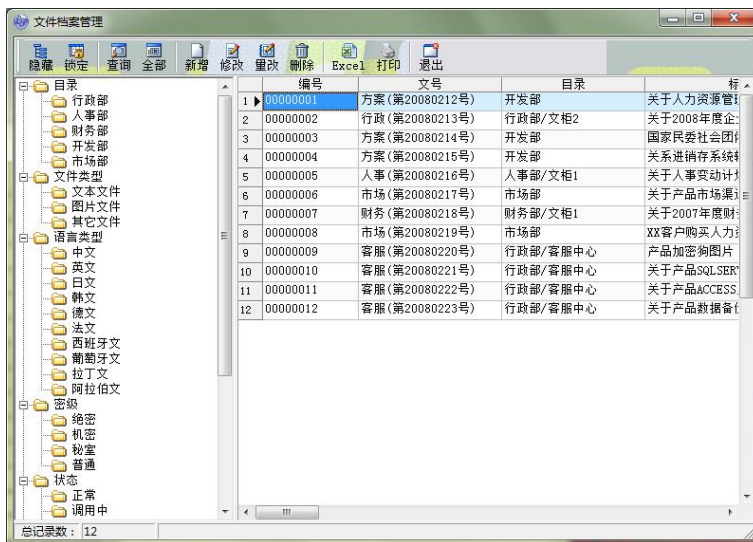 文件档案管理
隐藏 锁定 查询 全部 新增 修改 量改 删除 Excel 打印 退出
目录
行政部
人事部
财务部
开发部
市场部
文件类型
文本文件
图片文件
其它文件
语言类型
中文
英文
日文
韩文
德文
法文
西班牙文
葡萄牙文
拉丁文
阿拉伯文
密级
绝密
机密
秘室
普通
状态
正常
调用中
编号 文号 目录 标
1 00000001 方案(第20080212号) 开发部 关于人力资源管理
2 00000002 行政(第20080213号) 行政部/文柜2 关于2008年度企
3 00000003 方案(第20080214号) 开发部 国家民委社会团体
4 00000004 方案(第20080215号) 开发部 关系进销存系统转
5 00000005 人事(第20080216号) 人事部/文柜1 关于人事变动计划
6 00000006 市场(第20080217号) 市场部 关于产品市场渠道
7 00000007 财务(第20080218号) 财务部/文柜1 关于2007年度财
8 00000008 市场(第20080219号) 市场部 XX客户购买人力资
9 00000009 客服(第20080220号) 行政部/客服中心 产品加密狗图片
10 00000010 客服(第20080221号) 行政部/客服中心 关于产品SQLSER
11 00000011 客服(第20080222号) 行政部/客服中心 关于产品ACCESS
12 00000012 客服(第20080223号) 行政部/客服中心 关于产品数据备份
总记录数: 12